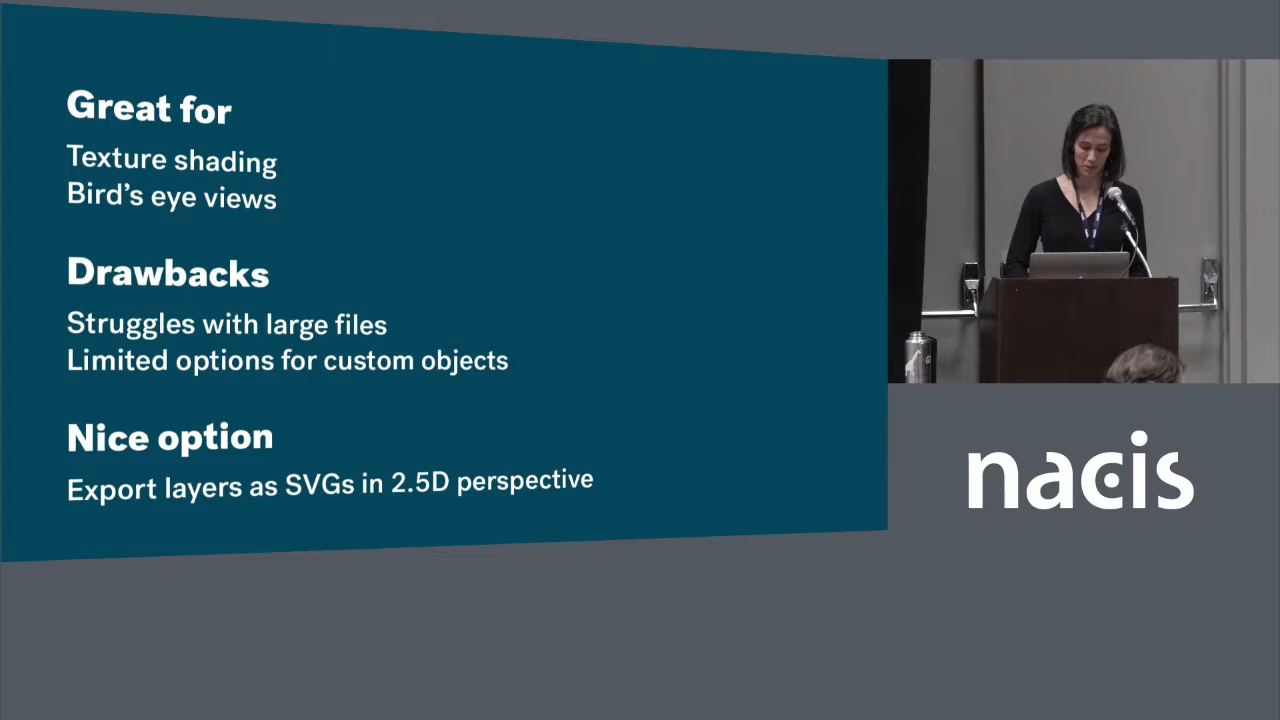 Great for
Texture shading
Bird's eye views
Drawbacks
Struggles with large files
Limited options for custom objects
Nice option
Export layers as SVGs in 2.5D perspective
nacis